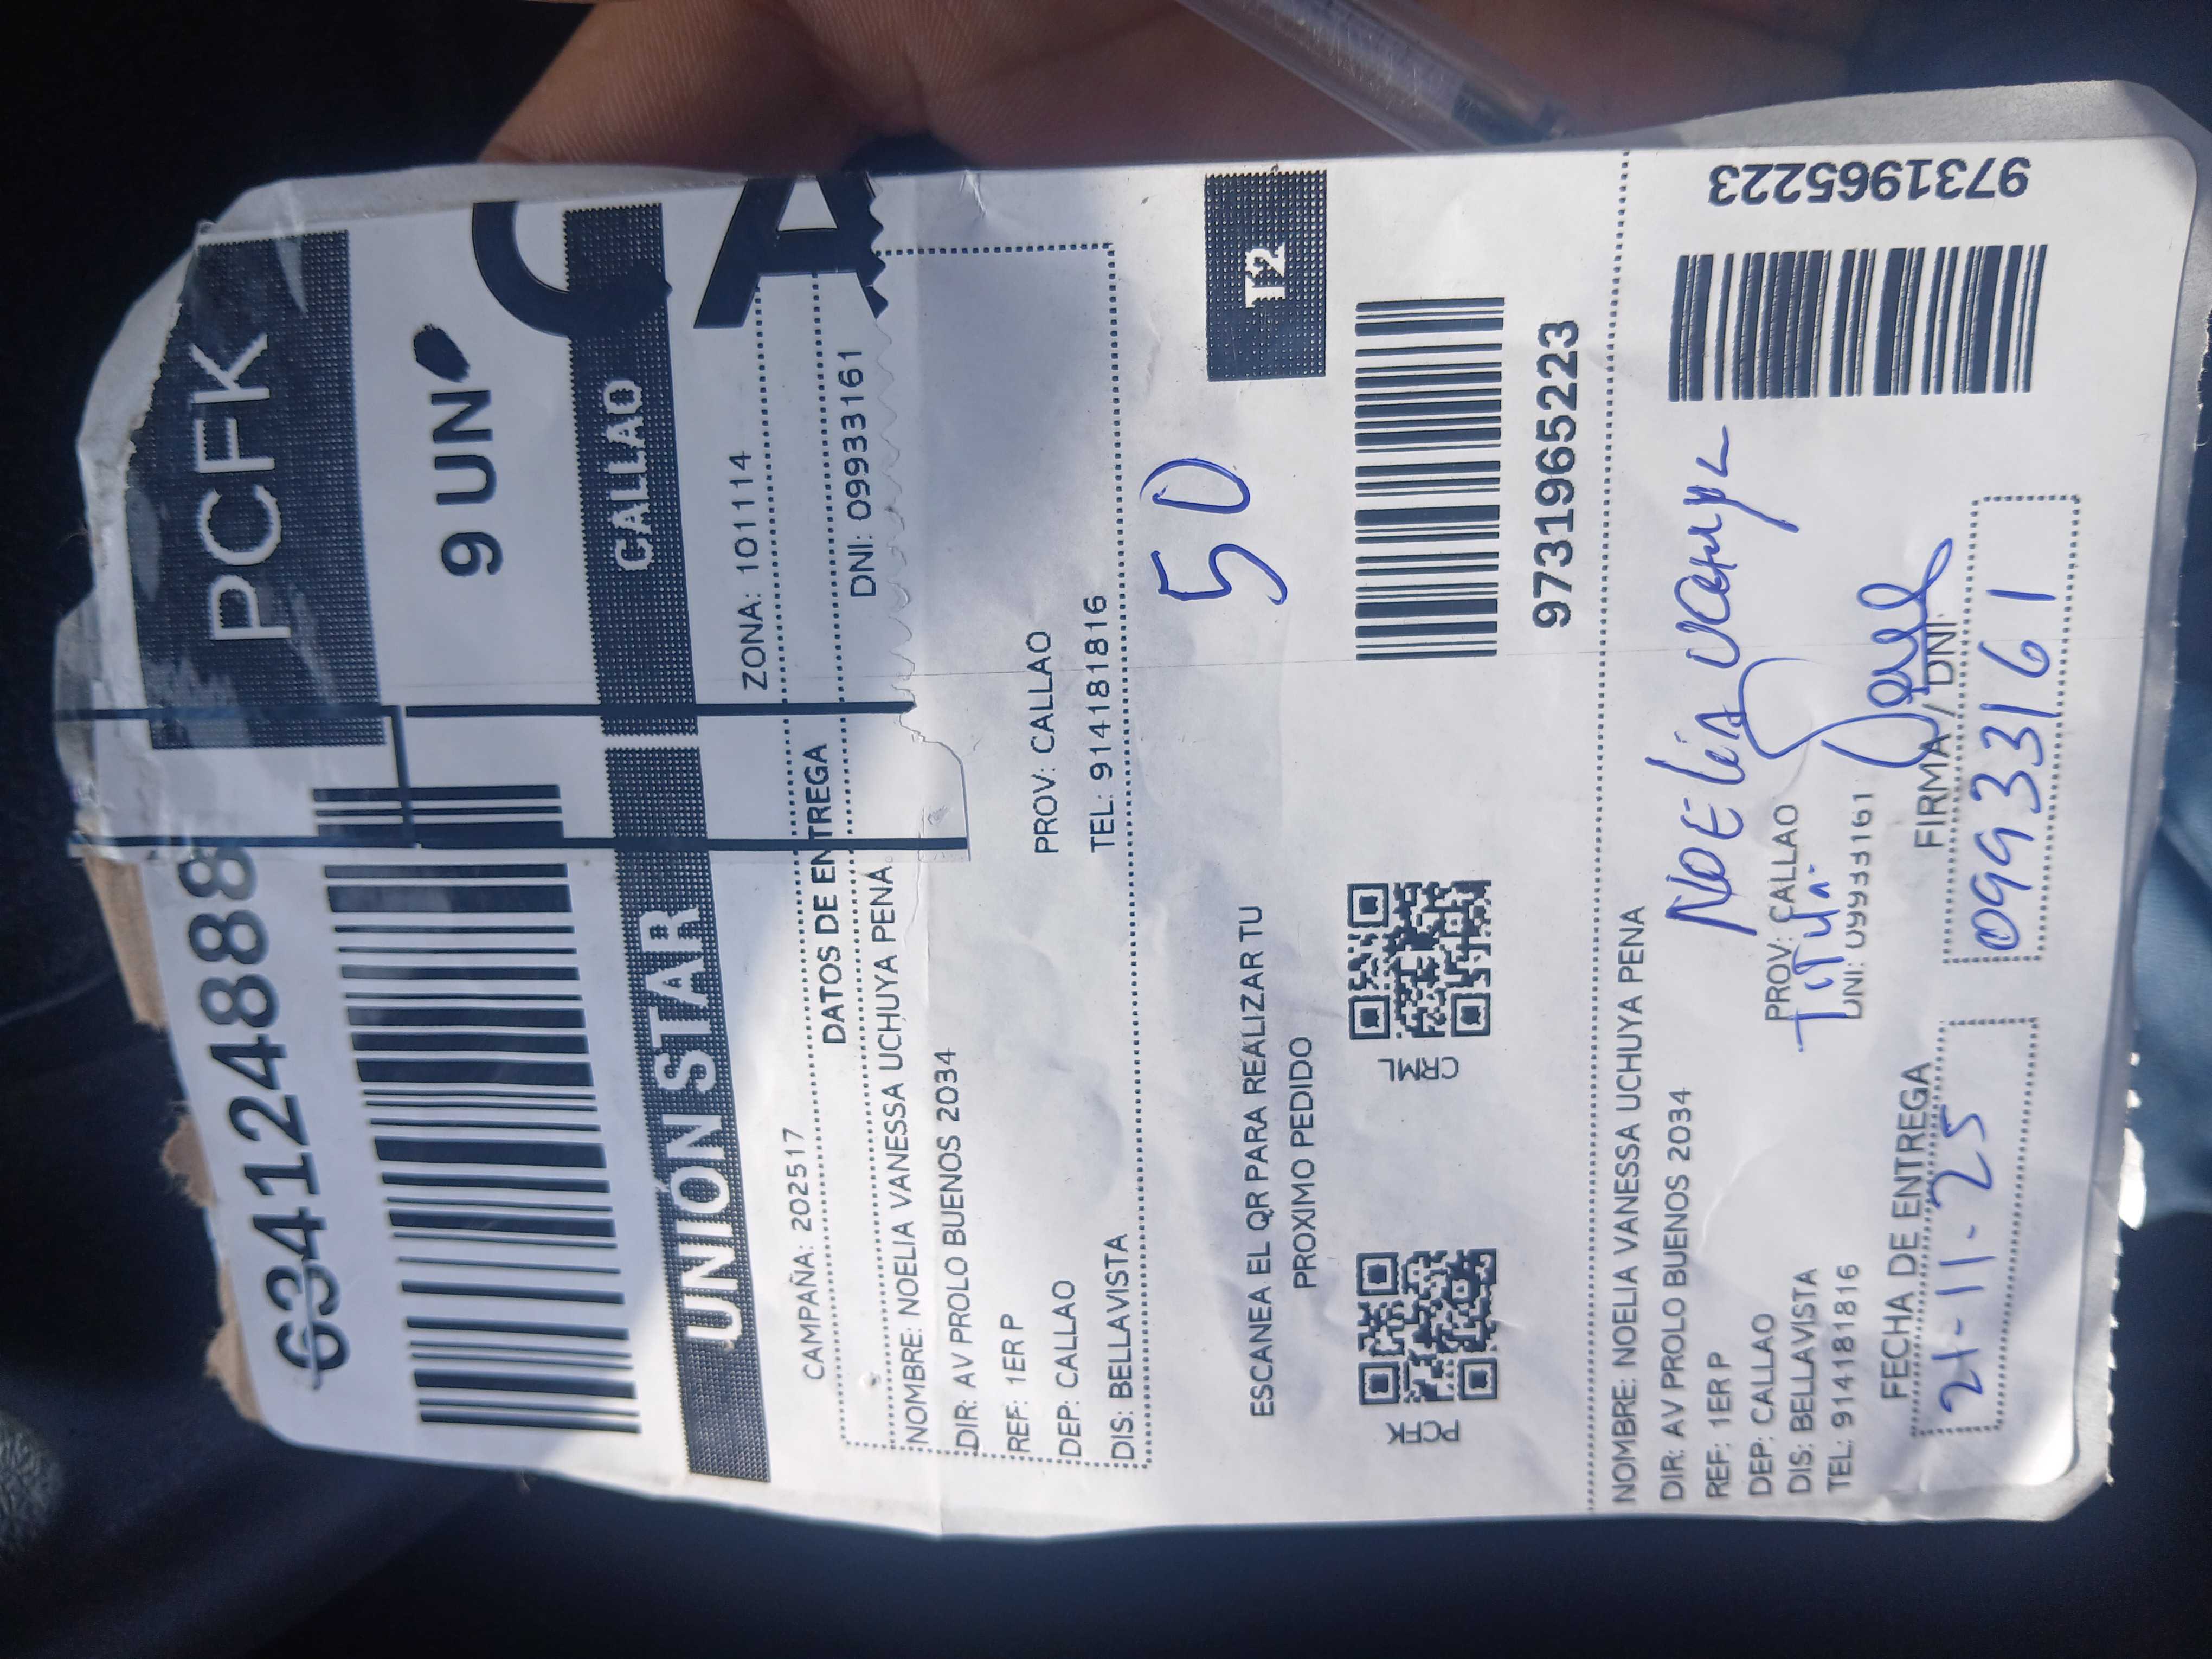 PCFK
634124888
9 UN
CA
UNIÓN STAR
CALLAO
CAMPAÑA: 202517
ZONA: 101114
DATOS DE ENTREGA
NOMBRE: NOELIA VANESSA UCHUYA PENA
DNI: 09933161
DIR: AV PROLO BUENOS 2034
REF: 1ER P
DEP: CALLAO
PROV: CALLAO
DIS: BELLAVISTA
TEL: 914181816
50
T2
ESCANEA EL QR PARA REALIZAR TU
PROXIMO PEDIDO
PCFK
CRML
9731965223
NOMBRE: NOELIA VANESSA UCHUYA PENA
DIR: AV PROLO BUENOS 2034
REF: 1ER P
DEP: CALLAO
PROV: CALLAO
DIS: BELLAVISTA
DNI: 09933161
TEL: 914181816
NOELIA
9731965223
FECHA DE ENTREGA
FIRMA / DNI
21-11-25
09933161